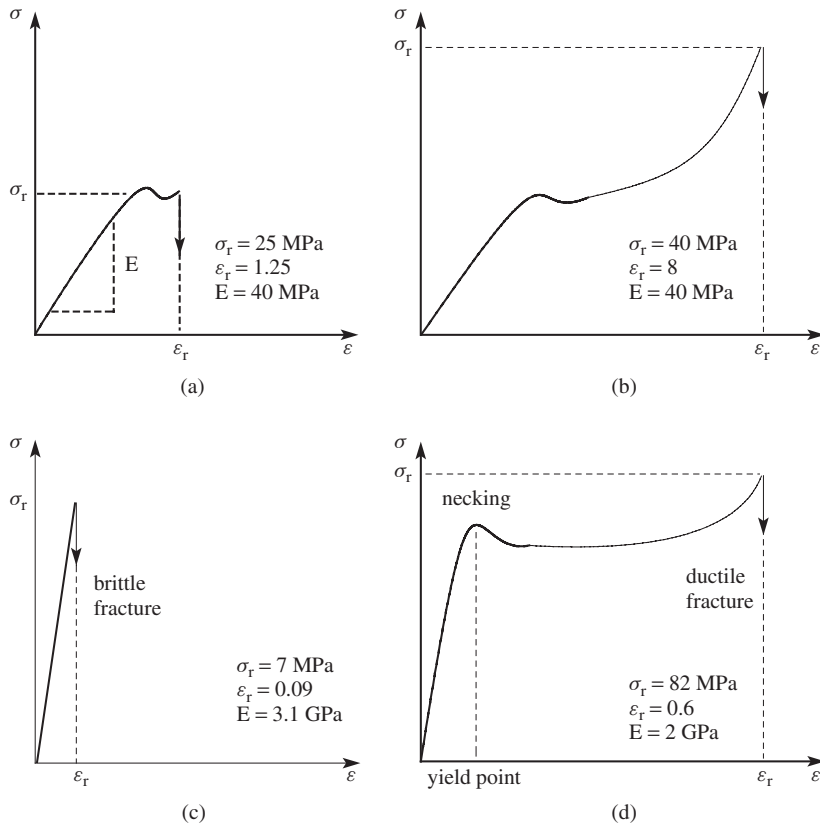 σ
σr
E
σr = 25 MPa
εr = 1.25
E = 40 MPa
εr
ε
(a)
σ
σr
σr = 40 MPa
εr = 8
E = 40 MPa
εr
ε
(b)
σ
σr
brittle
fracture
σr = 7 MPa
εr = 0.09
E = 3.1 GPa
εr
ε
(c)
σ
σr
necking
ductile
fracture
σr = 82 MPa
εr = 0.6
E = 2 GPa
yield point
εr
ε
(d)